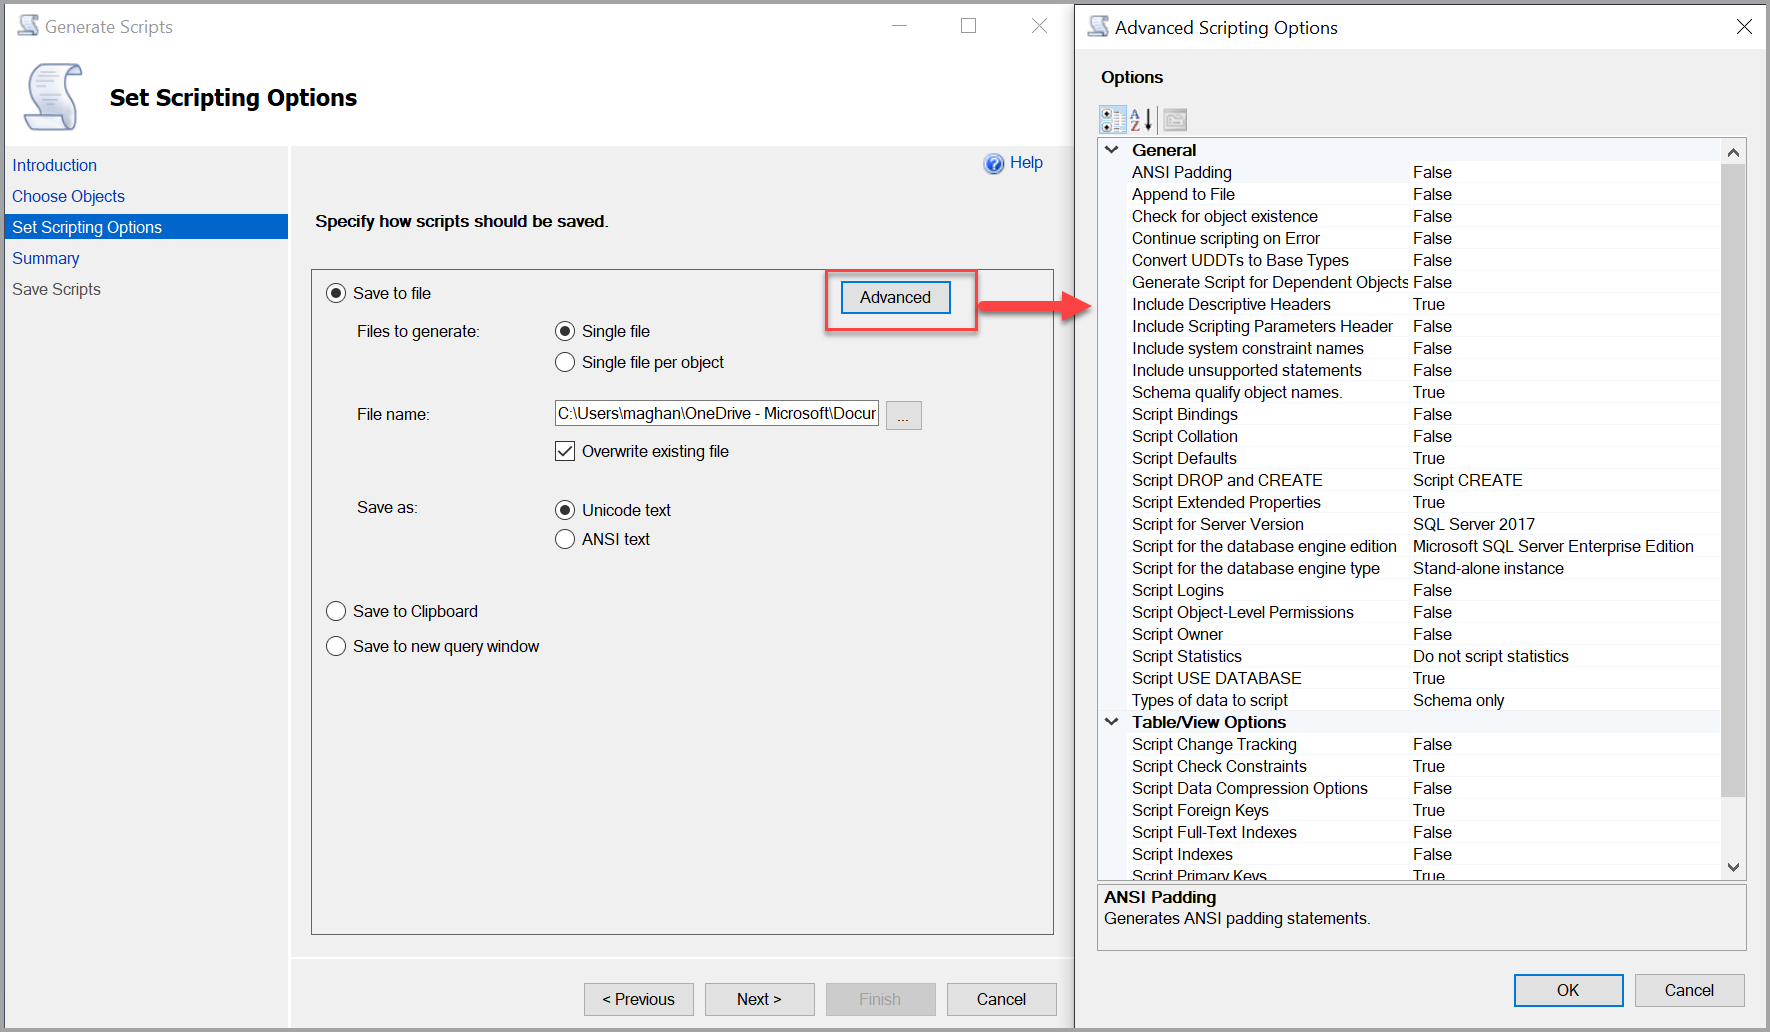 Generate Scripts
Set Scripting Options
Introduction
Choose Objects
Set Scripting Options
Summary
Save Scripts
Help
Specify how scripts should be saved.
Save to file
Advanced
Files to generate:
Single file
Single file per object
File name:
C:\Users\maghan\OneDrive - Microsoft\Docur
...
Overwrite existing file
Save as:
Unicode text
ANSI text
Save to Clipboard
Save to new query window
< Previous
Next >
Finish
Cancel
Advanced Scripting Options
Options
General
ANSI Padding False
Append to File False
Check for object existence False
Continue scripting on Error False
Convert UDDTs to Base Types False
Generate Script for Dependent Objects False
Include Descriptive Headers True
Include Scripting Parameters Header False
Include system constraint names False
Include unsupported statements False
Schema qualify object names. True
Script Bindings False
Script Collation False
Script Defaults True
Script DROP and CREATE Script CREATE
Script Extended Properties True
Script for Server Version SQL Server 2017
Script for the database engine edition Microsoft SQL Server Enterprise Edition
Script for the database engine type Stand-alone instance
Script Logins False
Script Object-Level Permissions False
Script Owner False
Script Statistics Do not script statistics
Script USE DATABASE True
Types of data to script Schema only
Table/View Options
Script Change Tracking False
Script Check Constraints True
Script Data Compression Options False
Script Foreign Keys True
Script Full-Text Indexes False
Script Indexes False
Script Primary Keys True
ANSI Padding
Generates ANSI padding statements.
OK
Cancel